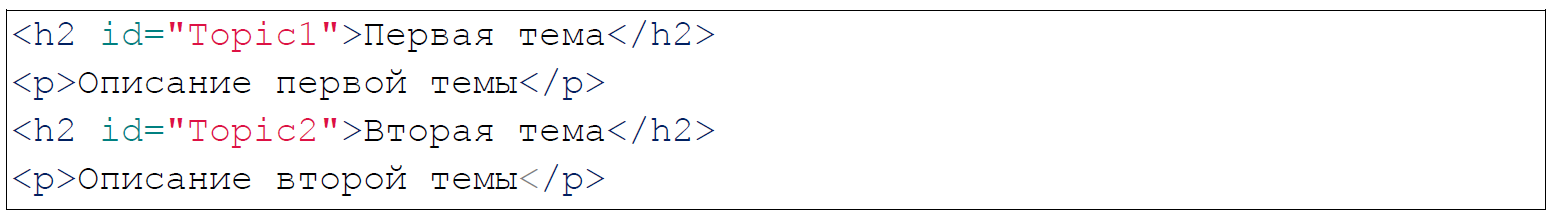 <h2 id="Topic1">Первая тема</h2>
<p>Описание первой темы</p>
<h2 id="Topic2">Вторая тема</h2>
<p>Описание второй темы</p>